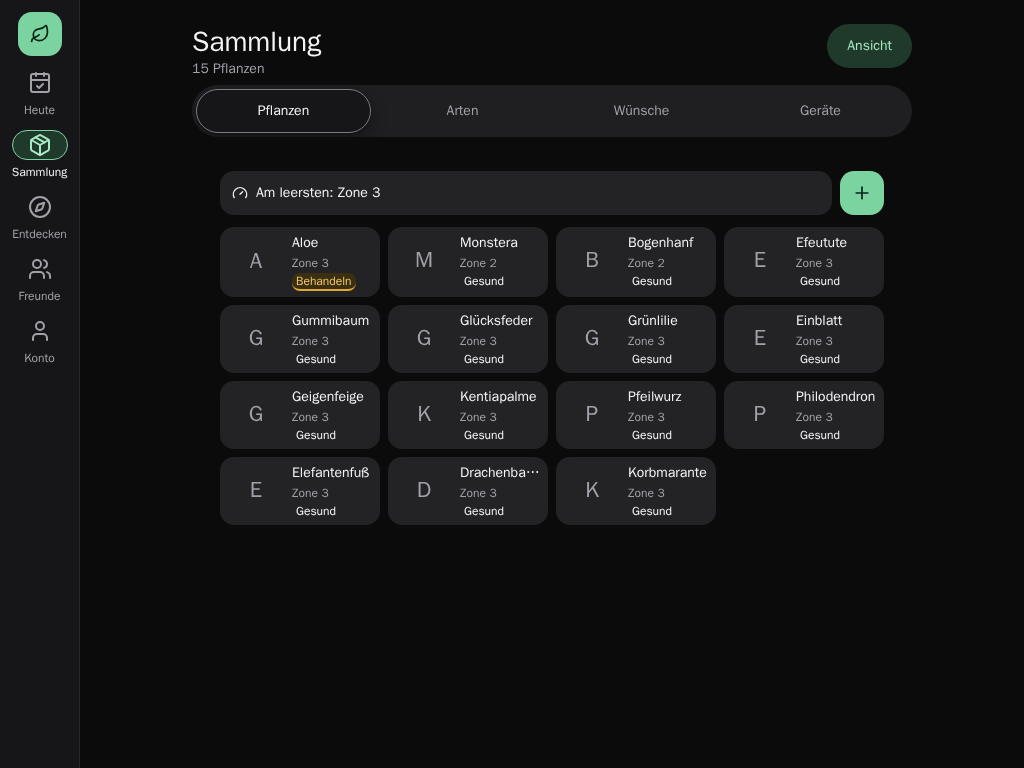 Sammlung
15 Pflanzen
Ansicht
Heute
Sammlung
Entdecken
Freunde
Konto
Pflanzen
Arten
Wünsche
Geräte
Am leersten: Zone 3
A
Aloe
Zone 3
Behandeln
M
Monstera
Zone 2
Gesund
B
Bogenhanf
Zone 2
Gesund
E
Efeutute
Zone 3
Gesund
G
Gummibaum
Zone 3
Gesund
G
Glücksfeder
Zone 3
Gesund
G
Grünlilie
Zone 3
Gesund
E
Einblatt
Zone 3
Gesund
G
Geigenfeige
Zone 3
Gesund
K
Kentiapalme
Zone 3
Gesund
P
Pfeilwurz
Zone 3
Gesund
P
Philodendron
Zone 3
Gesund
E
Elefantenfuß
Zone 3
Gesund
D
Drachenba…
Zone 3
Gesund
K
Korbmarante
Zone 3
Gesund